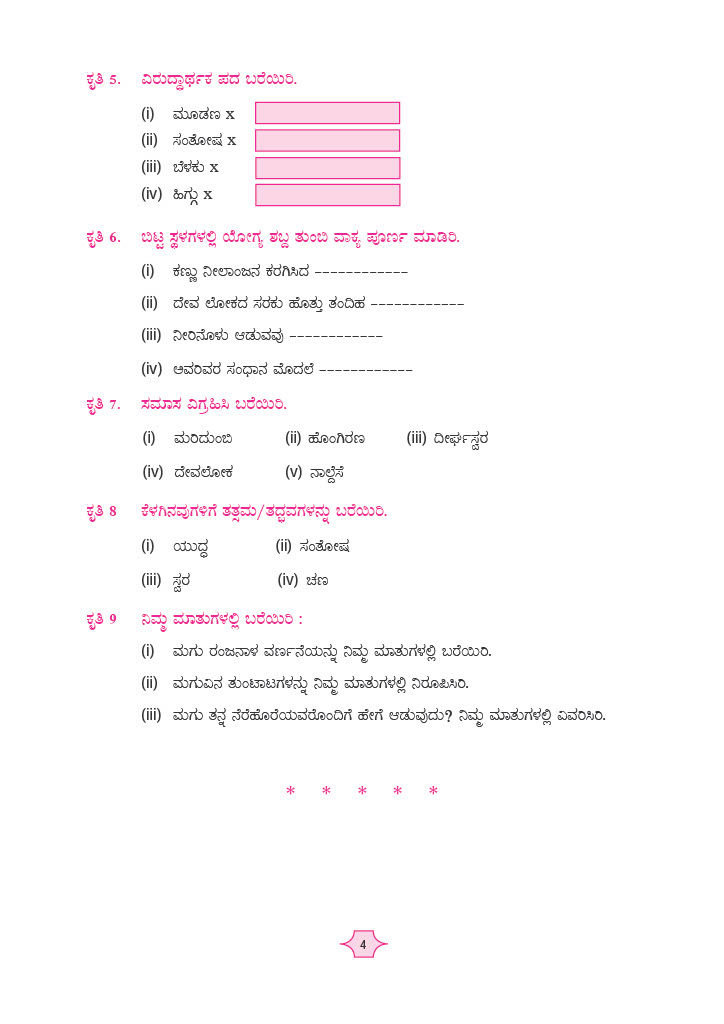 ಕೃತಿ 5. ವಿರುದ್ಧಾರ್ಥಕ ಪದ ಬರೆಯಿರಿ.
(i) ಮೂಡಣ x
(ii) ಸಂತೋಷ x
(iii) ಬೆಳಕು x
(iv) ಹಿಗ್ಗು x
ಕೃತಿ 6. ಬಿಟ್ಟ ಸ್ಥಳಗಳಲ್ಲಿ ಯೋಗ್ಯ ಶಬ್ದ ತುಂಬಿ ವಾಕ್ಯ ಪೂರ್ಣ ಮಾಡಿರಿ.
(i) ಕಣ್ಣು ನೀಲಾಂಜನ ಕರಗಿಸಿದ ------------
(ii) ದೇವ ಲೋಕದ ಸರಕು ಹೊತ್ತು ತಂದಿಹ ------------
(iii) ನೀರಿನೊಳು ಆಡುವವು ------------
(iv) ಆವರಿವರ ಸಂಧಾನ ಮೊದಲೆ ------------
ಕೃತಿ 7. ಸಮಾಸ ವಿಗ್ರಹಿಸಿ ಬರೆಯಿರಿ.
(i) ಮರಿದುಂಬಿ (ii) ಹೊಂಗಿರಣ (iii) ದೀರ್ಘಸ್ವರ
(iv) ದೇವಲೋಕ (v) ನಾಲ್ದೆಸೆ
ಕೃತಿ 8 ಕೆಳಗಿನವುಗಳಿಗೆ ತತ್ಸಮ/ತದ್ಭವಗಳನ್ನು ಬರೆಯಿರಿ.
(i) ಯುದ್ಧ (ii) ಸಂತೋಷ
(iii) ಸ್ವರ (iv) ಚಣ
ಕೃತಿ 9 ನಿಮ್ಮ ಮಾತುಗಳಲ್ಲಿ ಬರೆಯಿರಿ :
(i) ಮಗು ರಂಜನಾಳ ವರ್ಣನೆಯನ್ನು ನಿಮ್ಮ ಮಾತುಗಳಲ್ಲಿ ಬರೆಯಿರಿ.
(ii) ಮಗುವಿನ ತುಂಟಾಟಗಳನ್ನು ನಿಮ್ಮ ಮಾತುಗಳಲ್ಲಿ ನಿರೂಪಿಸಿರಿ.
(iii) ಮಗು ತನ್ನ ನೆರೆಹೊರೆಯವರೊಂದಿಗೆ ಹೇಗೆ ಆಡುವುದು? ನಿಮ್ಮ ಮಾತುಗಳಲ್ಲಿ ವಿವರಿಸಿರಿ.
* * * * *
4